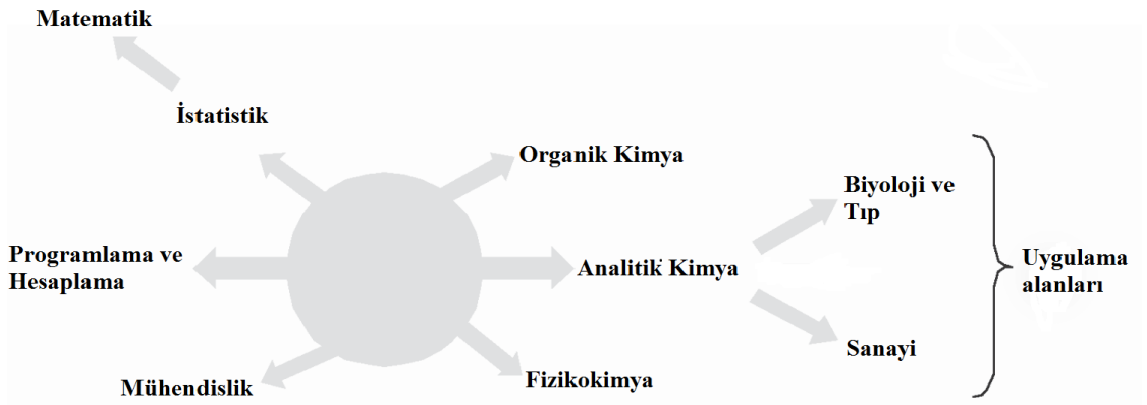 Matematik
İstatistik
Organik Kimya
Biyoloji ve
Tıp
Programlama ve
Hesaplama
Analitik Kimya
Uygulama
alanları
Sanayi
Mühendislik
Fizikokimya